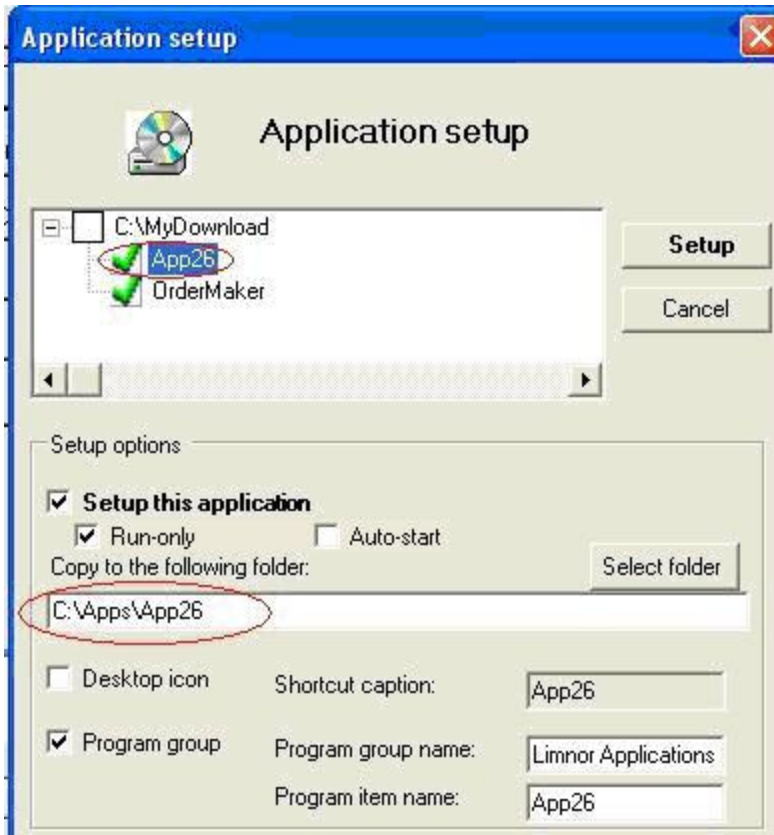 Application setup
Application setup
C:\MyDownload
App26
OrderMaker
Setup
Cancel
Setup options
Setup this application
Run-only Auto-start
Copy to the following folder: Select folder
C:\Apps\App26
Desktop icon Shortcut caption: App26
Program group Program group name: Limnor Applications
Program item name: App26